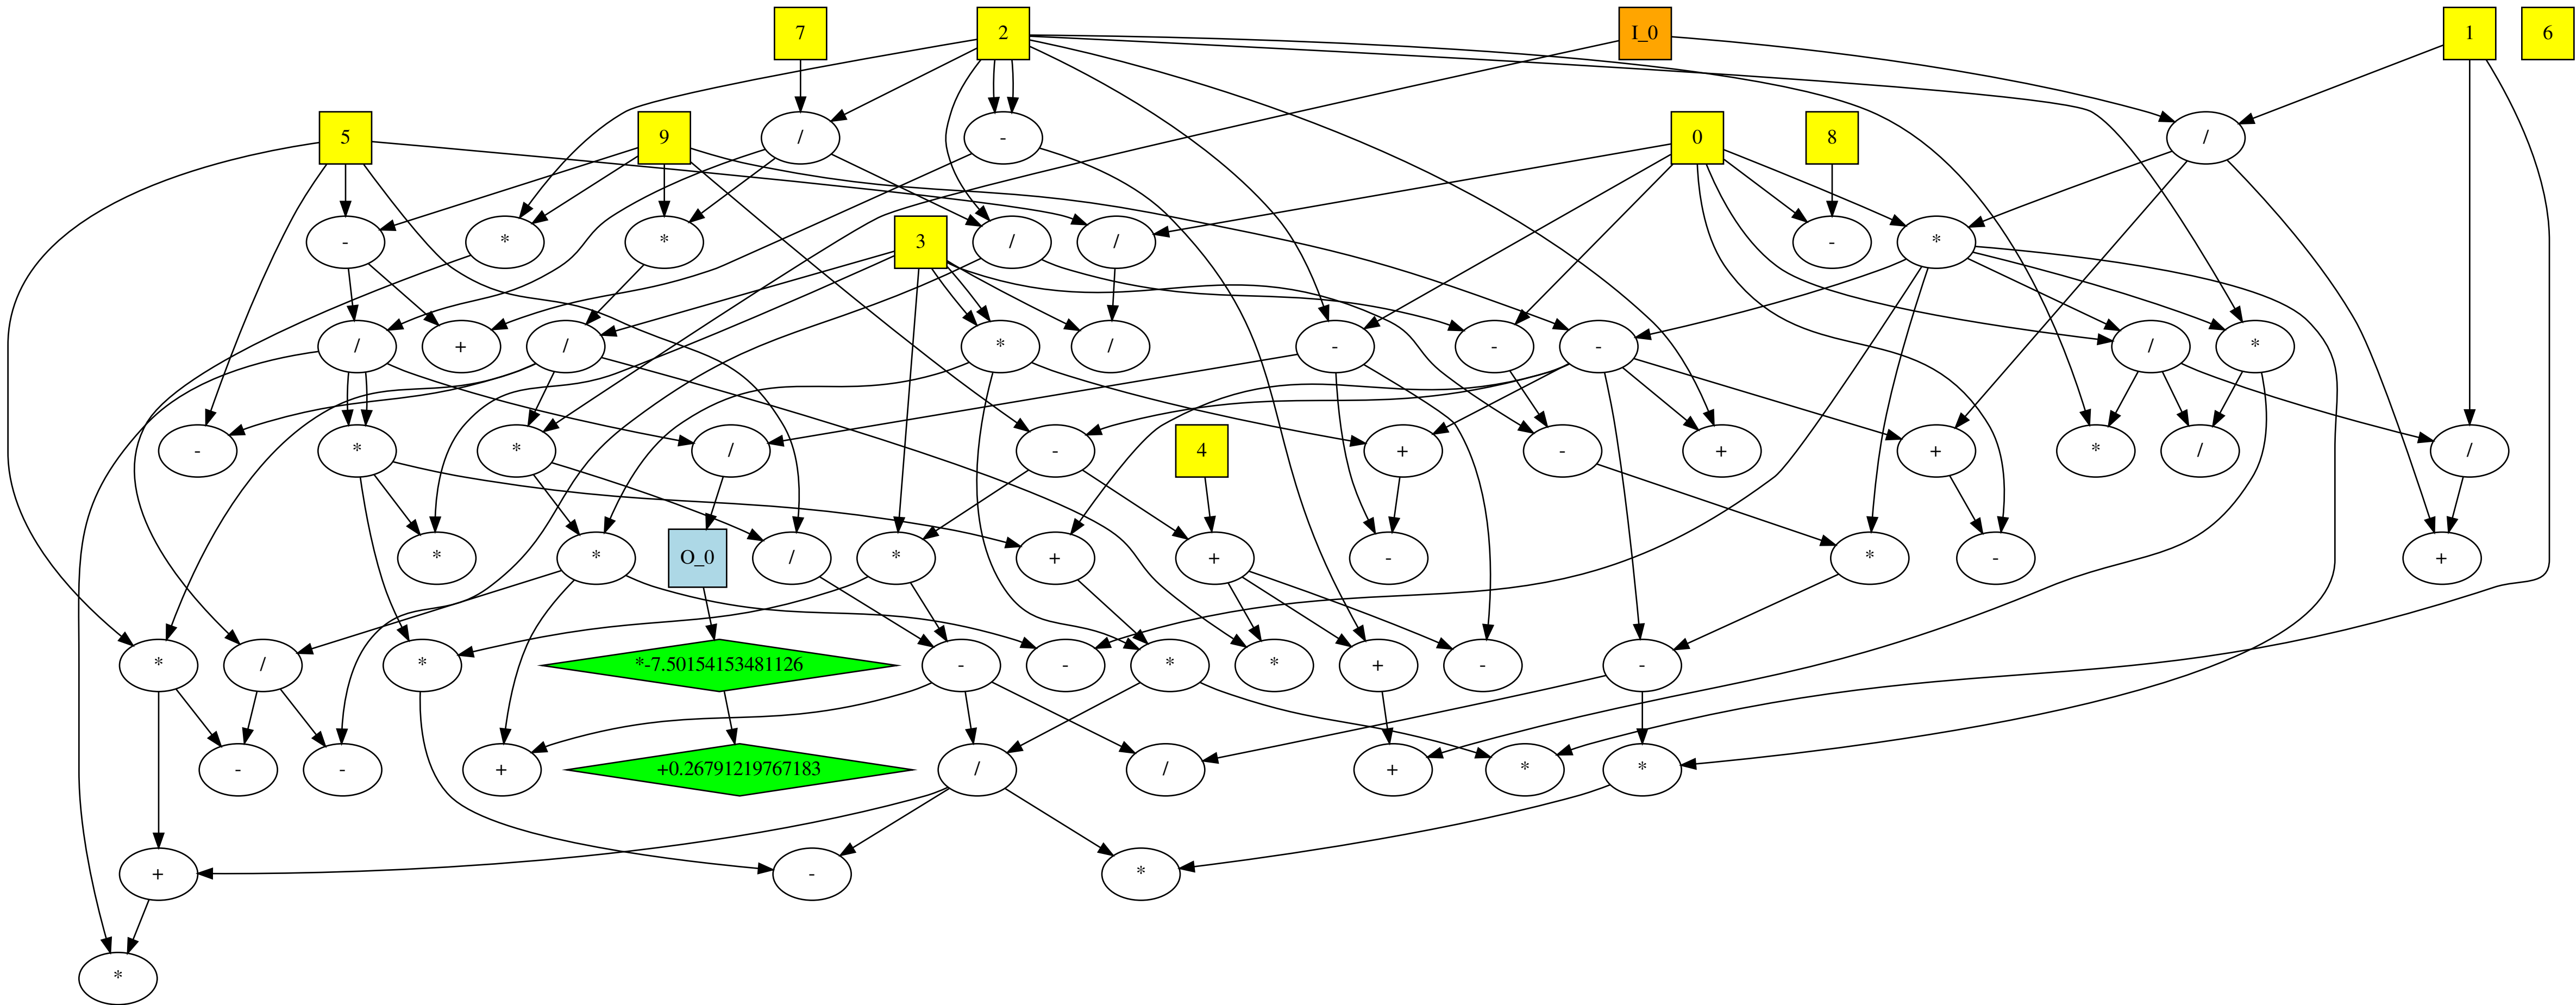 7 2 I_0 1 6
5 9 / - 0 8 /
- * * 3 / / - *
/ + / * / - - - / *
- * * / - 4 + - + + * / /
* * O_0 / * + + - * - +
* / * *-7.50154153481126 - - * * + - -
- - + +0.26791219767183 / / + * *
+ - *
*